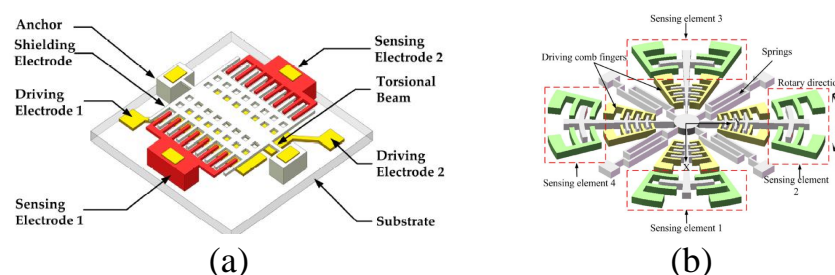 Anchor
Shielding
Electrode
Driving
Electrode 1
Sensing
Electrode 1
Sensing
Electrode 2
Torsional
Beam
Driving
Electrode 2
Substrate
(a)
Sensing element 3
Driving comb fingers
Springs
Rotary direction
Sensing element 4
X
Sensing element
2
Sensing element 1
(b)